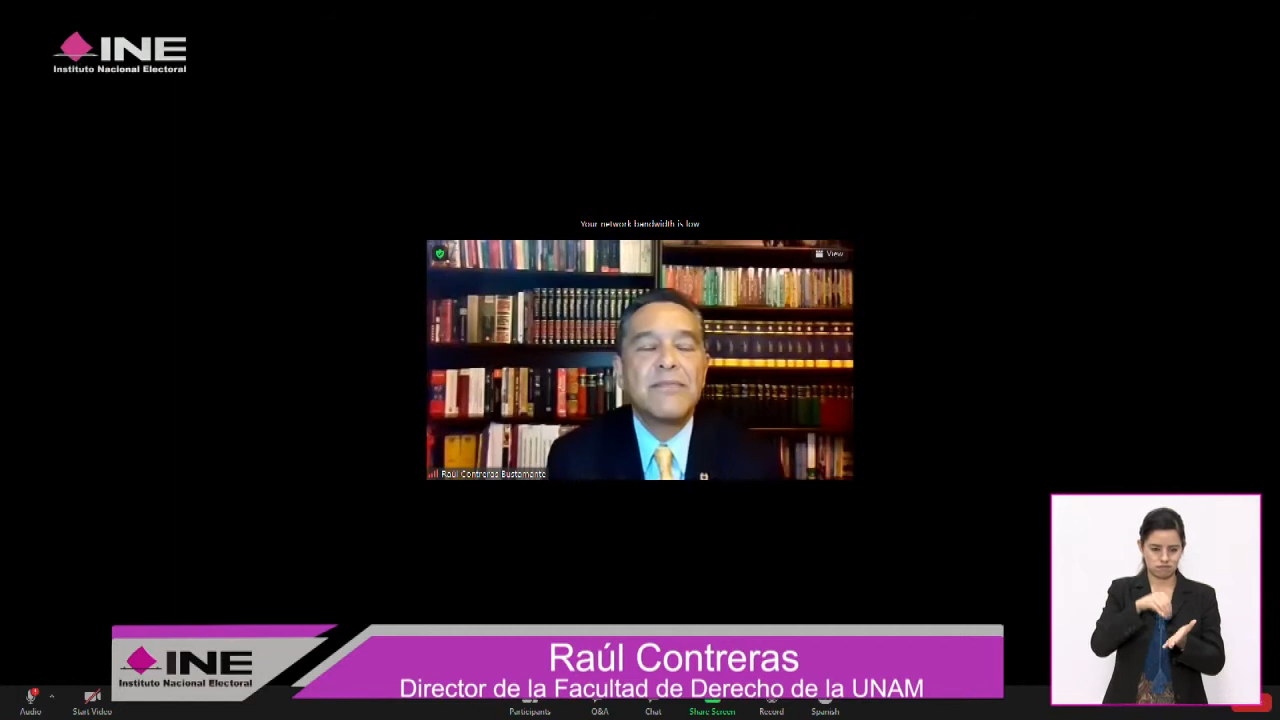 INE
Instituto Nacional Electoral
Your network bandwidth is low
View
Raúl Contreras Bustamante
INE
Instituto Nacional Electoral
Raúl Contreras
Director de la Facultad de Derecho de la UNAM
Audio
Start Video
Participants
Q&A
Chat
Share Screen
Record
Spanish